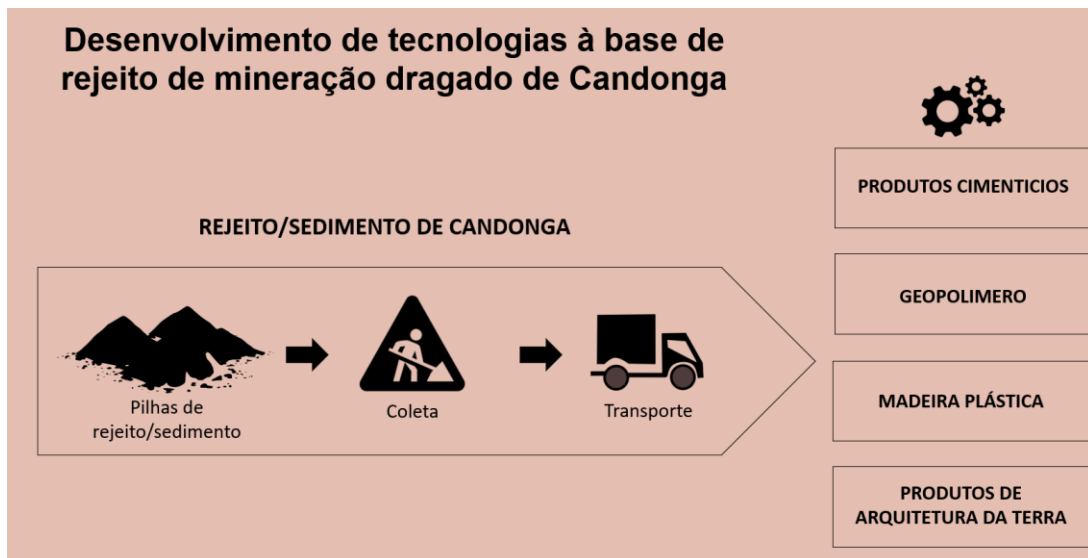 Desenvolvimento de tecnologias à base de
rejeito de mineração dragado de Candonga
REJEITO/SEDIMENTO DE CANDONGA
Pilhas de
rejeito/sedimento
Coleta
Transporte
PRODUTOS CIMENTICIOS
GEOPOLIMERO
MADEIRA PLÁSTICA
PRODUTOS DE
ARQUITETURA DA TERRA